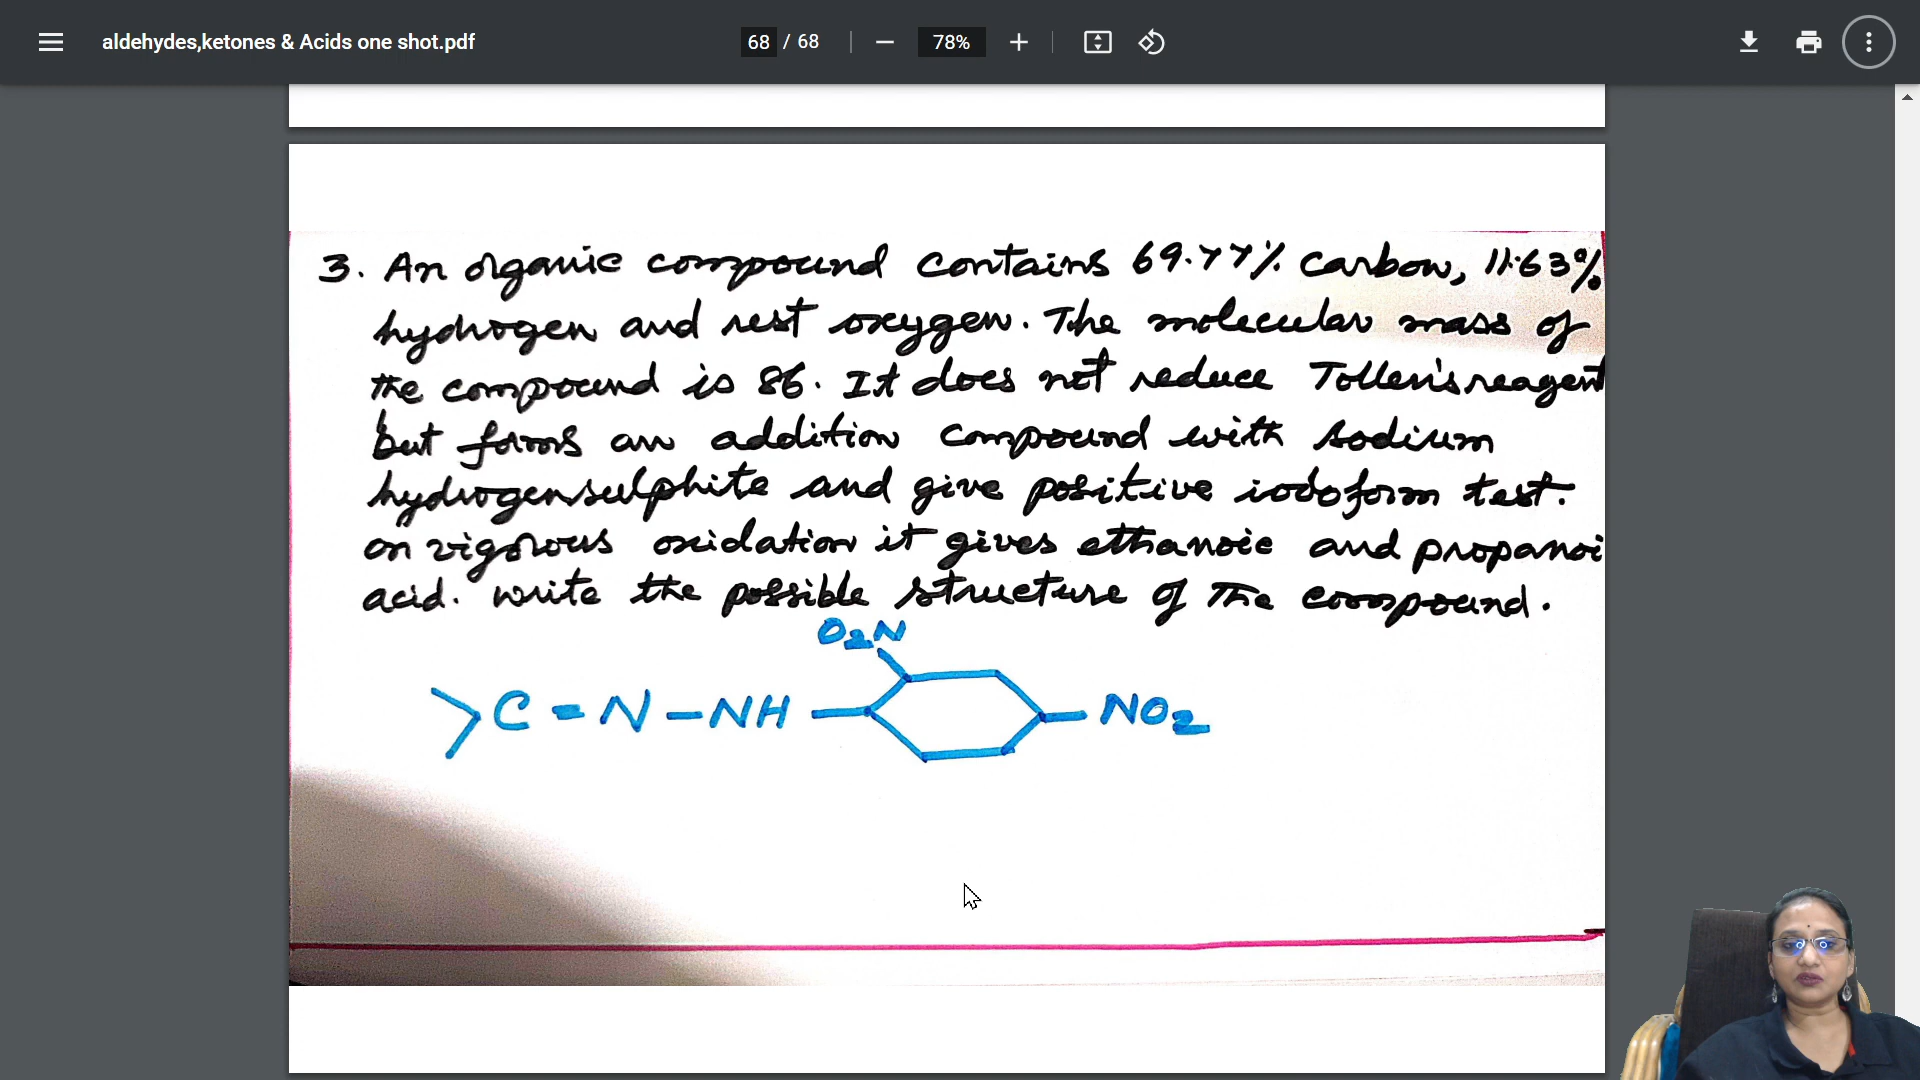 aldehydes,ketones & Acids one shot.pdf
68 / 68
78%
3. An organic compound contains 69.77% carbon, 11.63%
hydrogen and rest oxygen. The molecular mass of
the compound is 86. It does not reduce Tollen's reagent
but forms an addition compound with sodium
hydrogensulphite and give positive iodoform test.
on vigorous oxidation it gives ethanoic and propanoi
acid. write the possible structure of The compound.
O2N
>C = N - NH - NO2